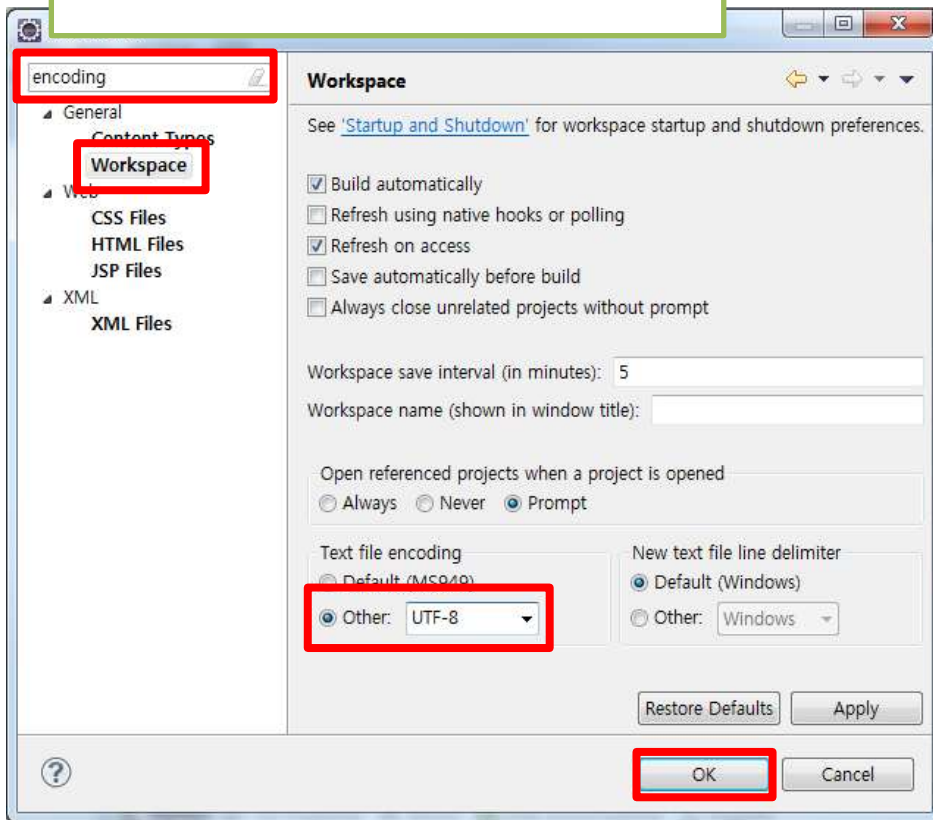 encoding
General
Content Types
Workspace
Web
CSS Files
HTML Files
JSP Files
XML
XML Files
Workspace
See 'Startup and Shutdown' for workspace startup and shutdown preferences.
Build automatically
Refresh using native hooks or polling
Refresh on access
Save automatically before build
Always close unrelated projects without prompt
Workspace save interval (in minutes): 5
Workspace name (shown in window title):
Open referenced projects when a project is opened
Always Never Prompt
Text file encoding
Default (MS949)
Other: UTF-8
New text file line delimiter
Default (Windows)
Other: Windows
Restore Defaults Apply
OK Cancel